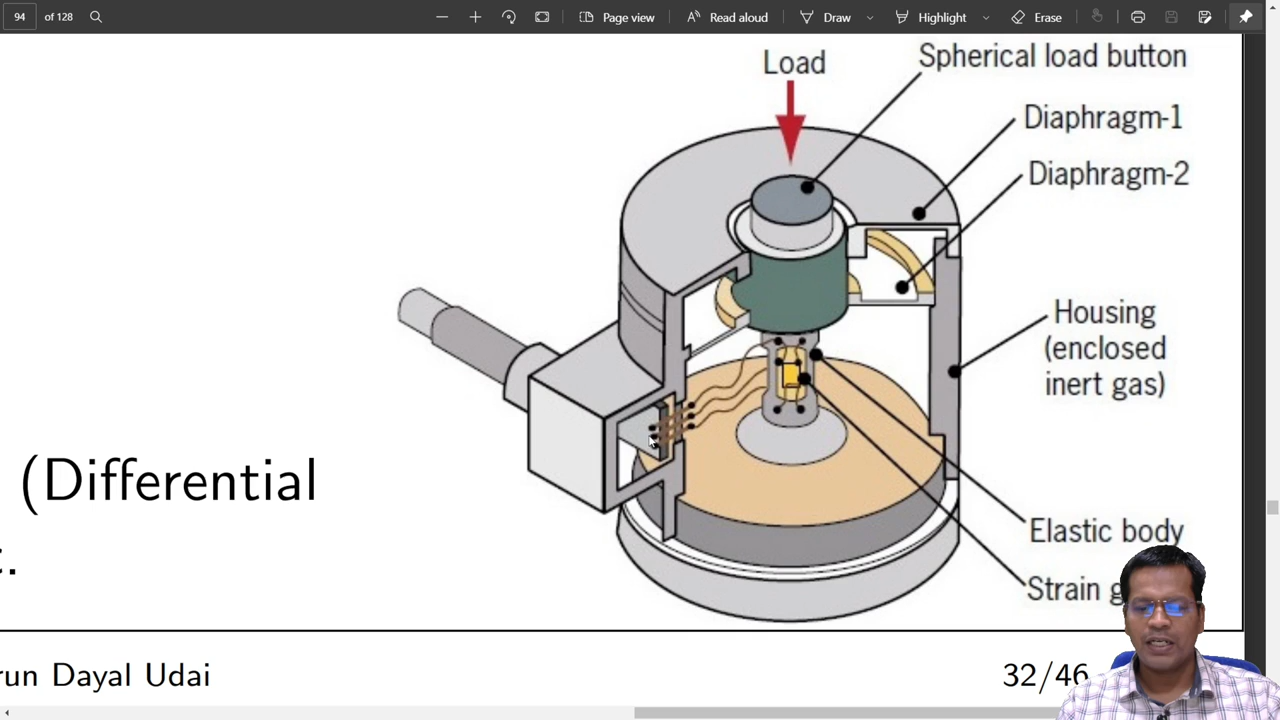 94 of 128
Page view
Read aloud
Draw
Highlight
Erase
Load
Spherical load button
Diaphragm-1
Diaphragm-2
Housing
(enclosed
inert gas)
(Differential
Elastic body
Strain
Dayal Udai
32/46